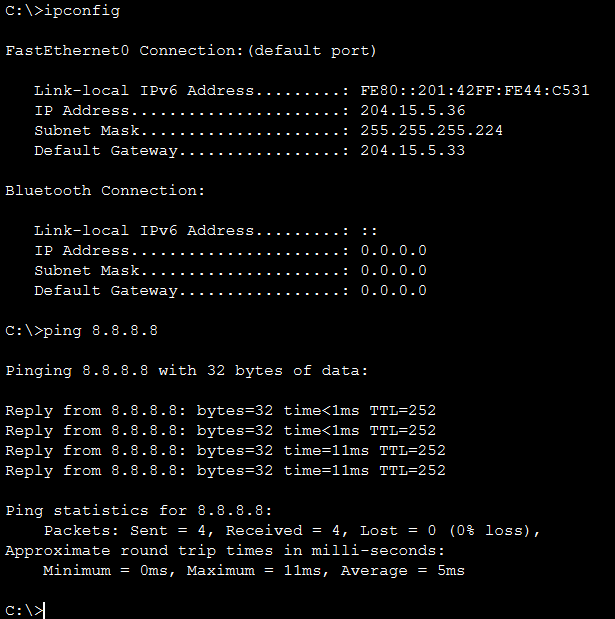 C:\>ipconfig
FastEthernet0 Connection:(default port)
Link-local IPv6 Address.........: FE80::201:42FF:FE44:C531
IP Address......................: 204.15.5.36
Subnet Mask.....................: 255.255.255.224
Default Gateway.................: 204.15.5.33
Bluetooth Connection:
Link-local IPv6 Address.........: ::
IP Address......................: 0.0.0.0
Subnet Mask.....................: 0.0.0.0
Default Gateway.................: 0.0.0.0
C:\>ping 8.8.8.8
Pinging 8.8.8.8 with 32 bytes of data:
Reply from 8.8.8.8: bytes=32 time<1ms TTL=252
Reply from 8.8.8.8: bytes=32 time<1ms TTL=252
Reply from 8.8.8.8: bytes=32 time=11ms TTL=252
Reply from 8.8.8.8: bytes=32 time=11ms TTL=252
Ping statistics for 8.8.8.8:
Packets: Sent = 4, Received = 4, Lost = 0 (0% loss),
Approximate round trip times in milli-seconds:
Minimum = 0ms, Maximum = 11ms, Average = 5ms
C:\>